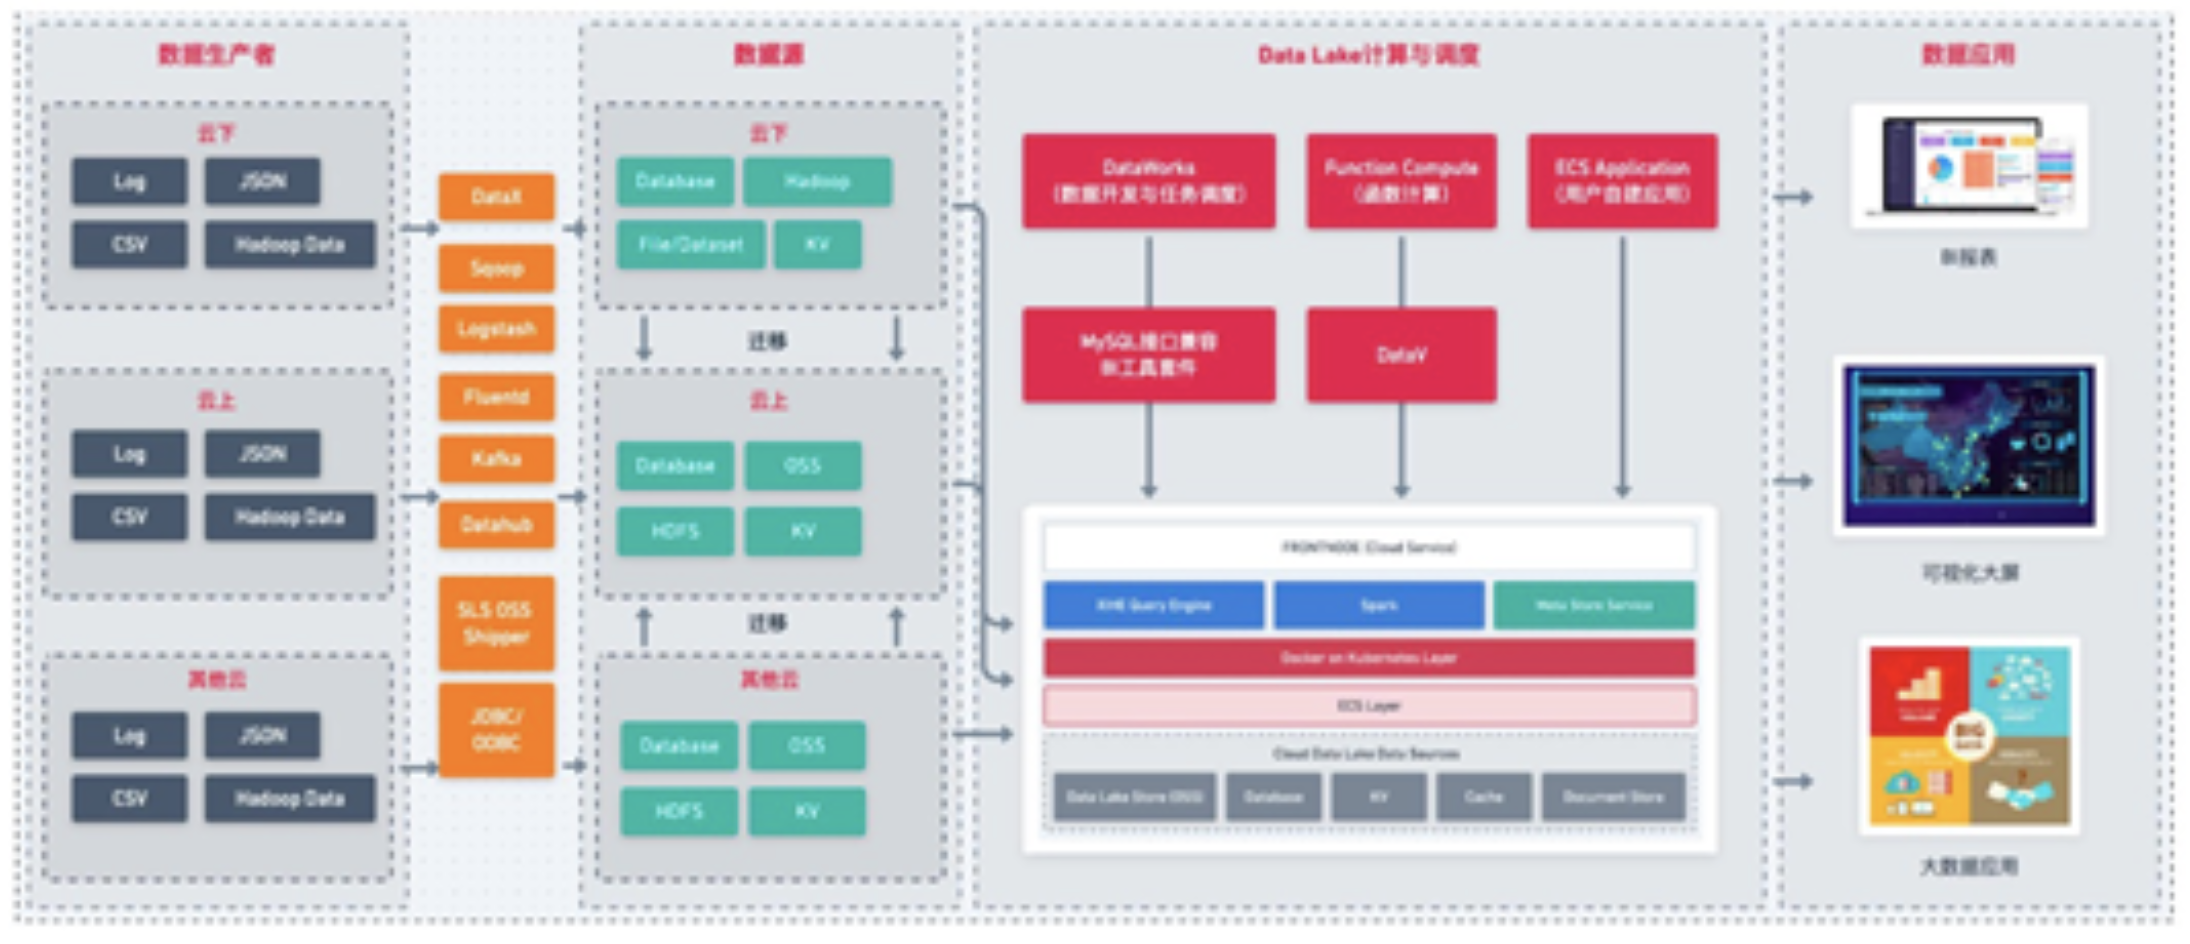 数据生产者
云下
Log
JSON
CSV
Hadoop Data
云上
Log
JSON
CSV
Hadoop Data
其他云
Log
JSON
CSV
Hadoop Data
DataX
Sqoop
Logstash
Fluentd
Kafka
Datahub
SLS OSS
Shipper
JDBC/
ODBC
数据源
云下
Database
Hadoop
File/Dataset
KV
迁移
云上
Database
OSS
HDFS
KV
迁移
其他云
Database
OSS
HDFS
KV
Data Lake计算与调度
DataWorks
(数据开发与任务调度)
Function Compute
(函数计算)
ECS Application
(用户自建应用)
MySQL接口兼容
BI工具套件
DataV
FRONTNODE (Cloud Service)
Query Engine
Spark
Meta Store Service
Docker on Kubernetes Layer
ECS Layer
Cloud Data Lake Data Sources
Data Lake Store (OSS)
Database
KV
Cache
Document Store
数据应用
BI报表
可视化大屏
BIG
大数据应用